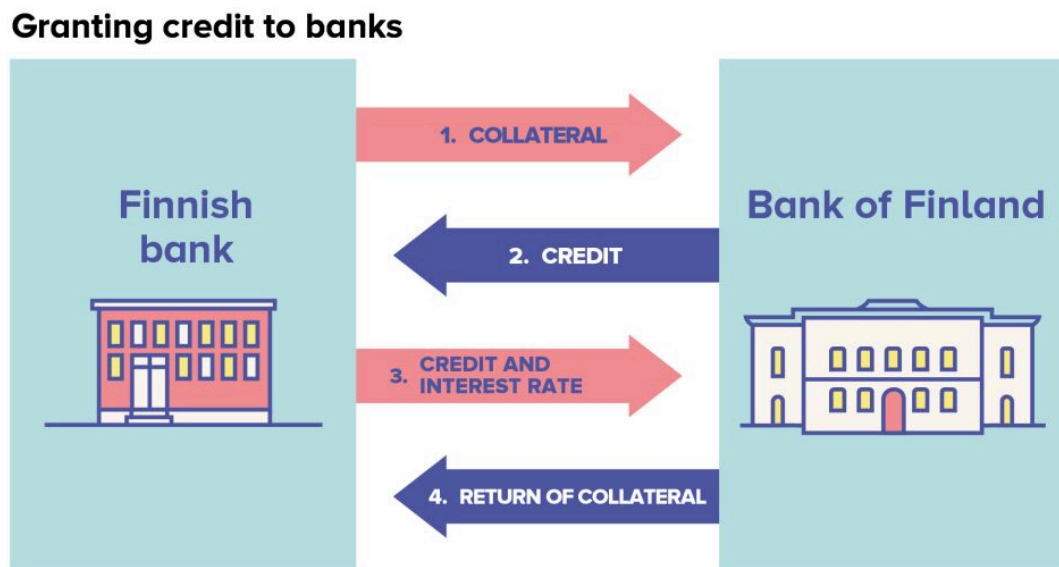 Granting credit to banks
Finnish
bank
1. COLLATERAL
2. CREDIT
3. CREDIT AND
INTEREST RATE
4. RETURN OF COLLATERAL
Bank of Finland